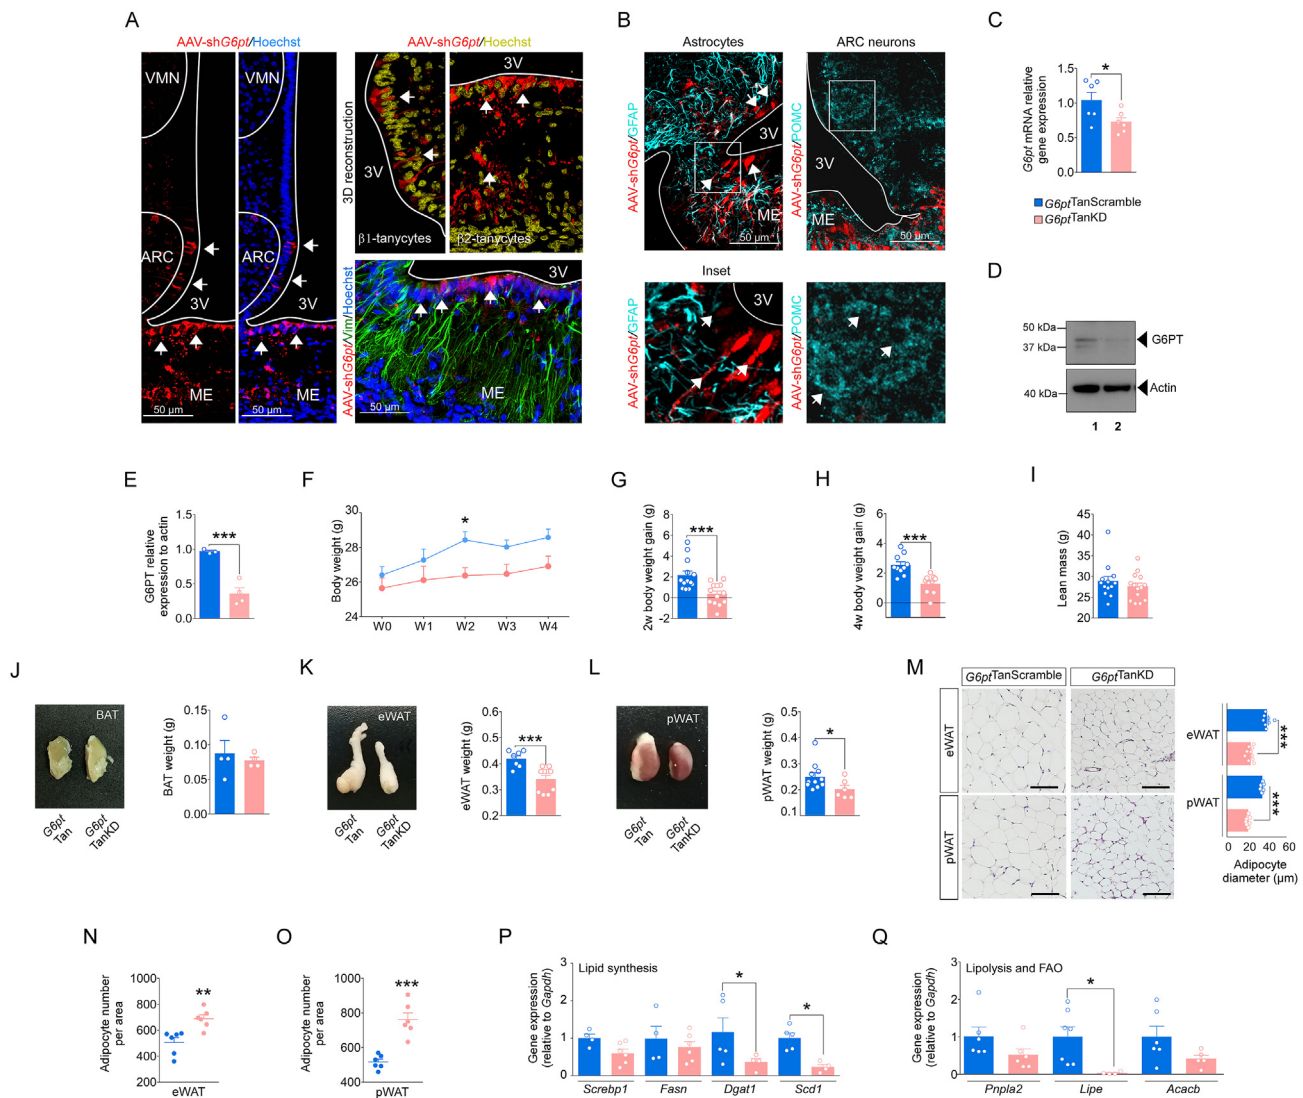 A
AAV-shG6pt/Hoechst
VMN
VMN
ARC
ARC
3V
3V
ME
ME
50 µm
50 µm
AAV-shG6pt/Hoechst
3D reconstruction
3V
3V
β1-tanycytes
β2-tanycytes
AAV-shG6pt/Vim/Hoechst
3V
ME
50 µm
B
Astrocytes
ARC neurons
AAV-shG6pt/GFAP
AAV-shG6pt/POMC
3V
3V
ME
ME
50 µm
50 µm
Inset
AAV-shG6pt/GFAP
AAV-shG6pt/POMC
3V
C
G6pt mRNA relative
gene expression
1.5
1.0
0.5
0.0
*
G6ptTanScramble
G6ptTanKD
D
50 kDa
37 kDa
G6PT
40 kDa
Actin
1 2
E
G6PT relative
expression to actin
1.5
1.0
0.5
0.0
***
F
Body weight (g)
30
28
26
24
*
W0 W1 W2 W3 W4
G
2w body weight gain (g)
8
6
4
2
0
-2
***
H
4w body weight gain (g)
6
4
2
0
***
I
Lean mass (g)
45
40
35
30
25
20
J
BAT
G6pt
Tan
G6pt
TanKD
BAT weight (g)
0.15
0.10
0.05
0.00
K
eWAT
G6pt
Tan
G6pt
TanKD
eWAT weight (g)
0.6
0.5
0.4
0.3
0.2
***
L
pWAT
G6pt
Tan
G6pt
TanKD
pWAT weight (g)
0.5
0.4
0.3
0.2
0.1
*
M
G6ptTanScramble
G6ptTanKD
eWAT
pWAT
eWAT
pWAT
***
***
0 20 40 60
Adipocyte
diameter (µm)
N
Adipocyte number
per area
1000
800
600
400
200
**
eWAT
O
Adipocyte number
per area
1000
800
600
400
***
pWAT
P
Lipid synthesis
Gene expression
(relative to Gapdh)
3
2
1
0
*
*
Screbp1 Fasn Dgat1 Scd1
Q
Lipolysis and FAO
Gene expression
(relative to Gapdh)
3
2
1
0
*
Pnpla2 Lipe Acacb